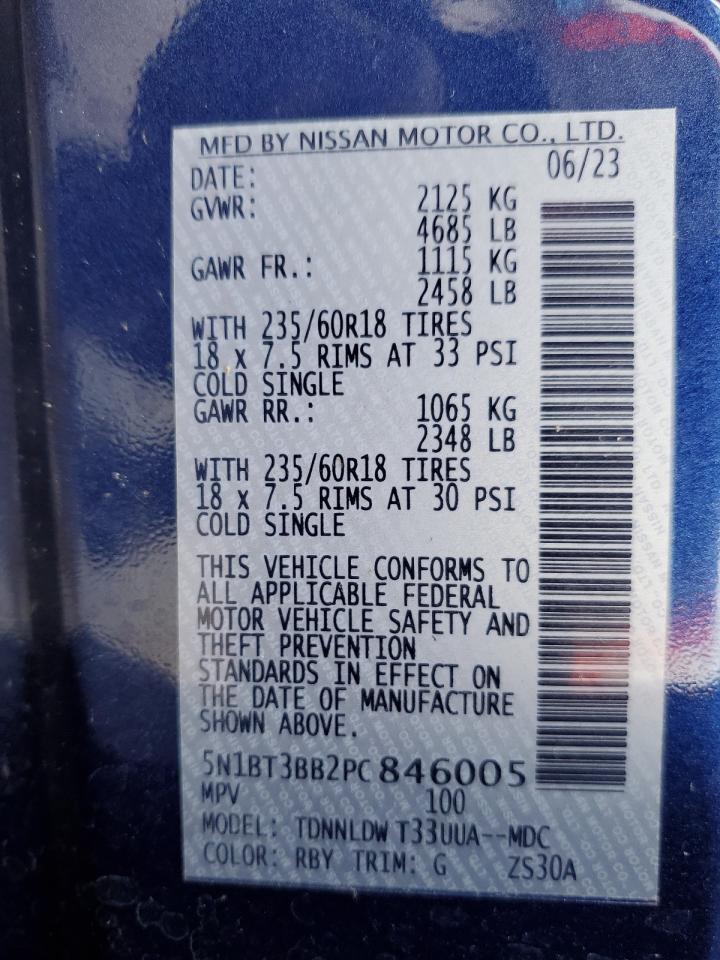 MFD BY NISSAN MOTOR CO., LTD.
DATE: 06/23
GVWR: 2125 KG
4685 LB
GAWR FR.: 1115 KG
2458 LB
WITH 235/60R18 TIRES
18 x 7.5 RIMS AT 33 PSI
COLD SINGLE
GAWR RR.: 1065 KG
2348 LB
WITH 235/60R18 TIRES
18 x 7.5 RIMS AT 30 PSI
COLD SINGLE
THIS VEHICLE CONFORMS TO
ALL APPLICABLE FEDERAL
MOTOR VEHICLE SAFETY AND
THEFT PREVENTION
STANDARDS IN EFFECT ON
THE DATE OF MANUFACTURE
SHOWN ABOVE.
5N1BT3BB2PC846005
MPV 100
MODEL: TDNNLDW T33UUA--MDC
COLOR: RBY TRIM: G ZS30A